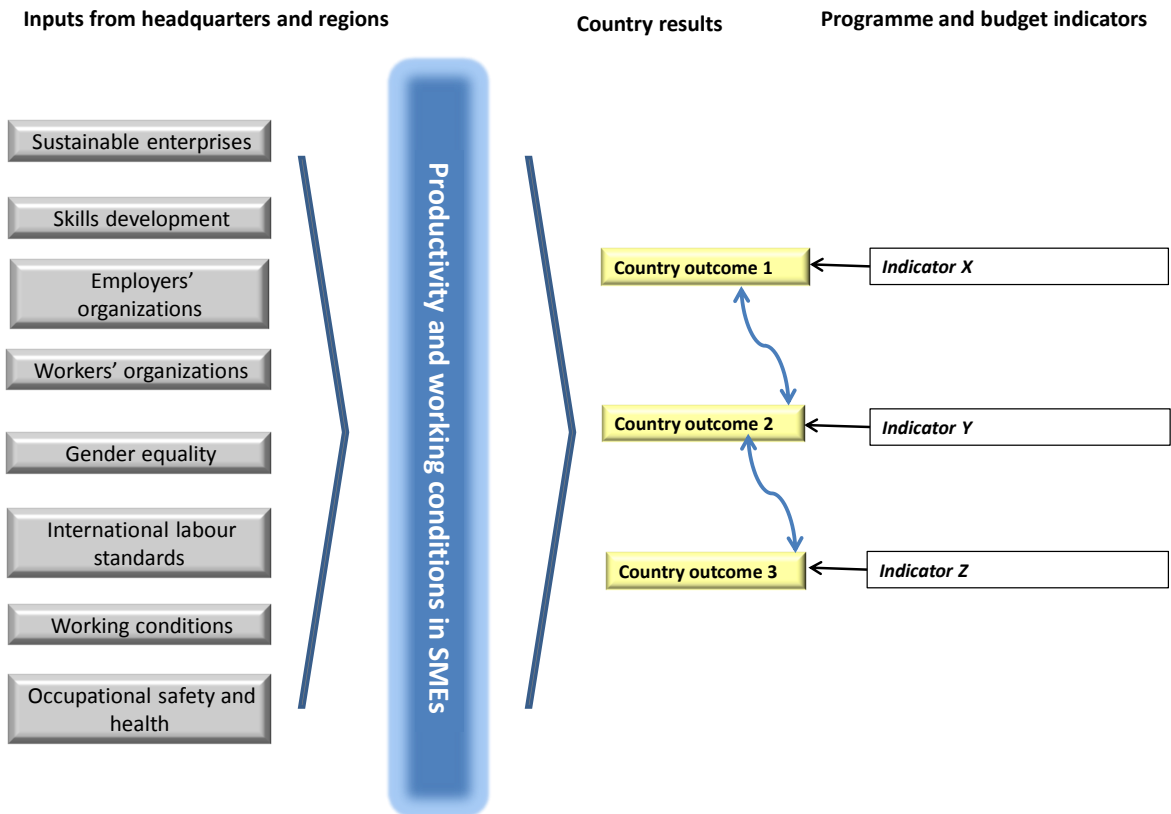 Inputs from headquarters and regions
Country results
Programme and budget indicators
Sustainable enterprises
Skills development
Employers’
organizations
Workers’ organizations
Gender equality
International labour
standards
Working conditions
Occupational safety and
health
Productivity and working conditions in SMEs
Country outcome 1
Indicator X
Country outcome 2
Indicator Y
Country outcome 3
Indicator Z